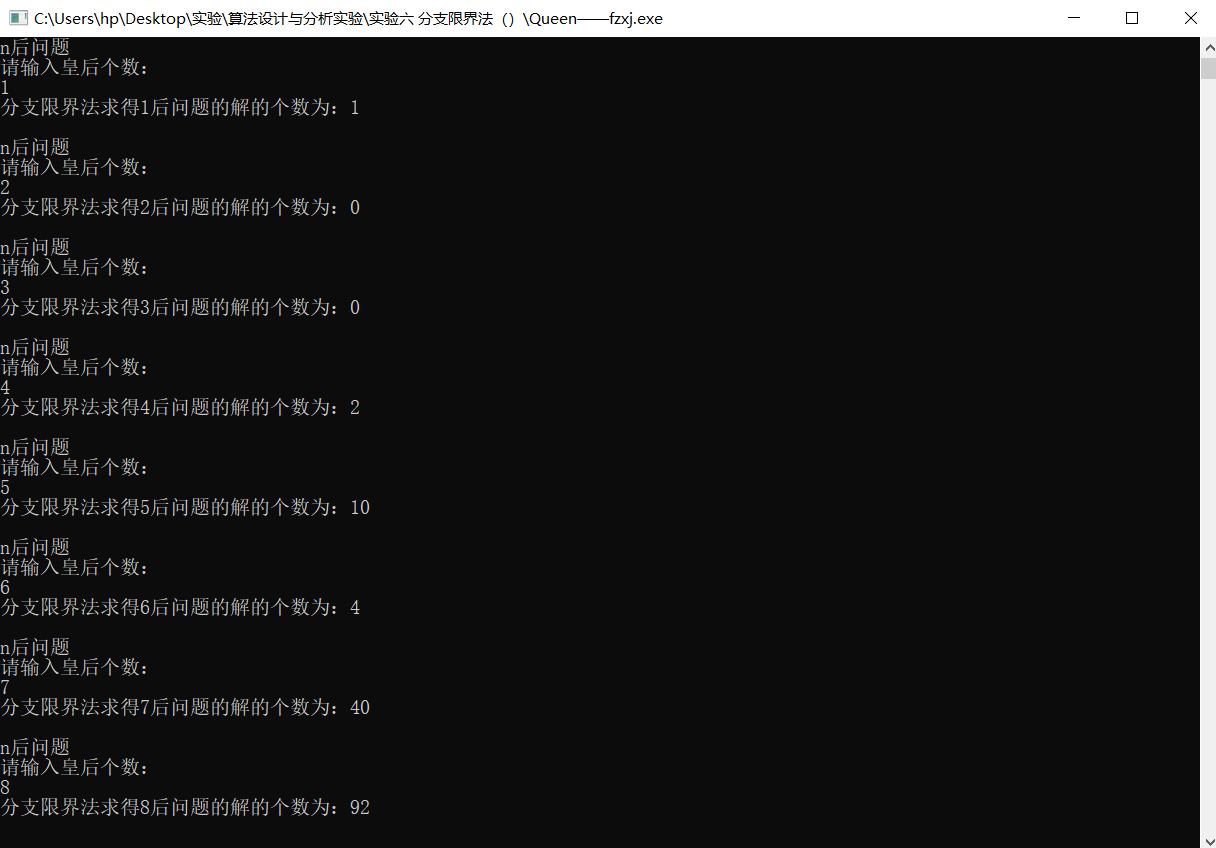 C:\Users\hp\Desktop\实验\算法设计与分析实验\实验六 分支限界法（）\Queen——fzxj.exe
n后问题
请输入皇后个数：
1
分支限界法求得1后问题的解的个数为：1
n后问题
请输入皇后个数：
2
分支限界法求得2后问题的解的个数为：0
n后问题
请输入皇后个数：
3
分支限界法求得3后问题的解的个数为：0
n后问题
请输入皇后个数：
4
分支限界法求得4后问题的解的个数为：2
n后问题
请输入皇后个数：
5
分支限界法求得5后问题的解的个数为：10
n后问题
请输入皇后个数：
6
分支限界法求得6后问题的解的个数为：4
n后问题
请输入皇后个数：
7
分支限界法求得7后问题的解的个数为：40
n后问题
请输入皇后个数：
8
分支限界法求得8后问题的解的个数为：92